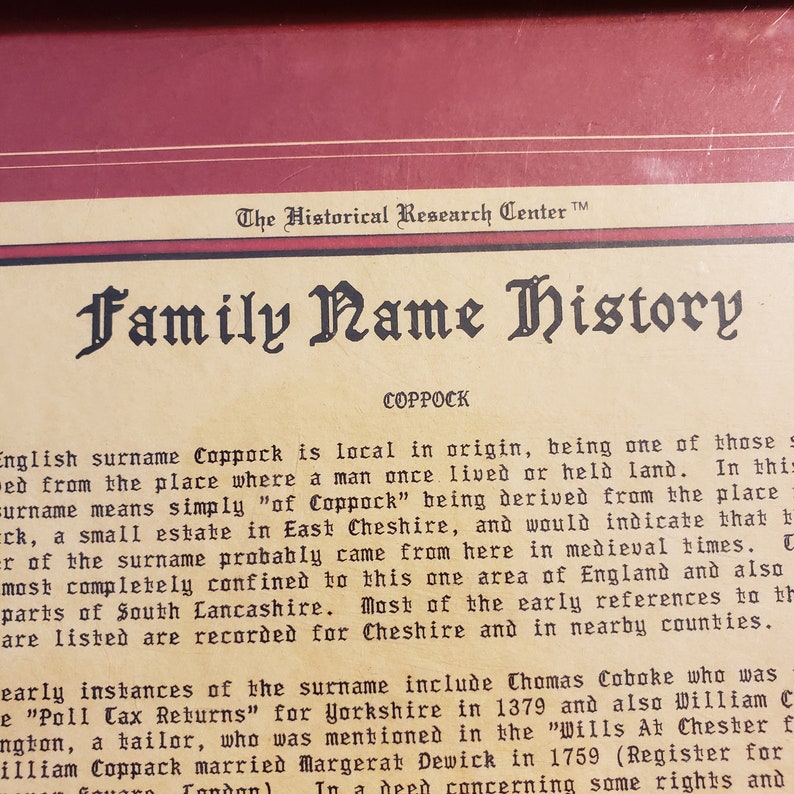 The Historical Research Center™
Family Name History
COPPOCK
English surname Coppock is local in origin, being one of those
from the place where a man once lived or held land. In this
surname means simply "of Coppock" being derived from the place
a small estate in East Cheshire, and would indicate that
of the surname probably came from here in medieval times.
most completely confined to this one area of England and also
parts of South Lancashire. Most of the early references to
are listed are recorded for Cheshire and in nearby counties.
early instances of the surname include Thomas Coboke who was
"Poll Tax Returns" for Yorkshire in 1379 and also William
a tailor, who was mentioned in the "Wills At Chester
William Coppack married Margerat Dewick in 1759 (Register for
Square, London). In a deed concerning some rights and